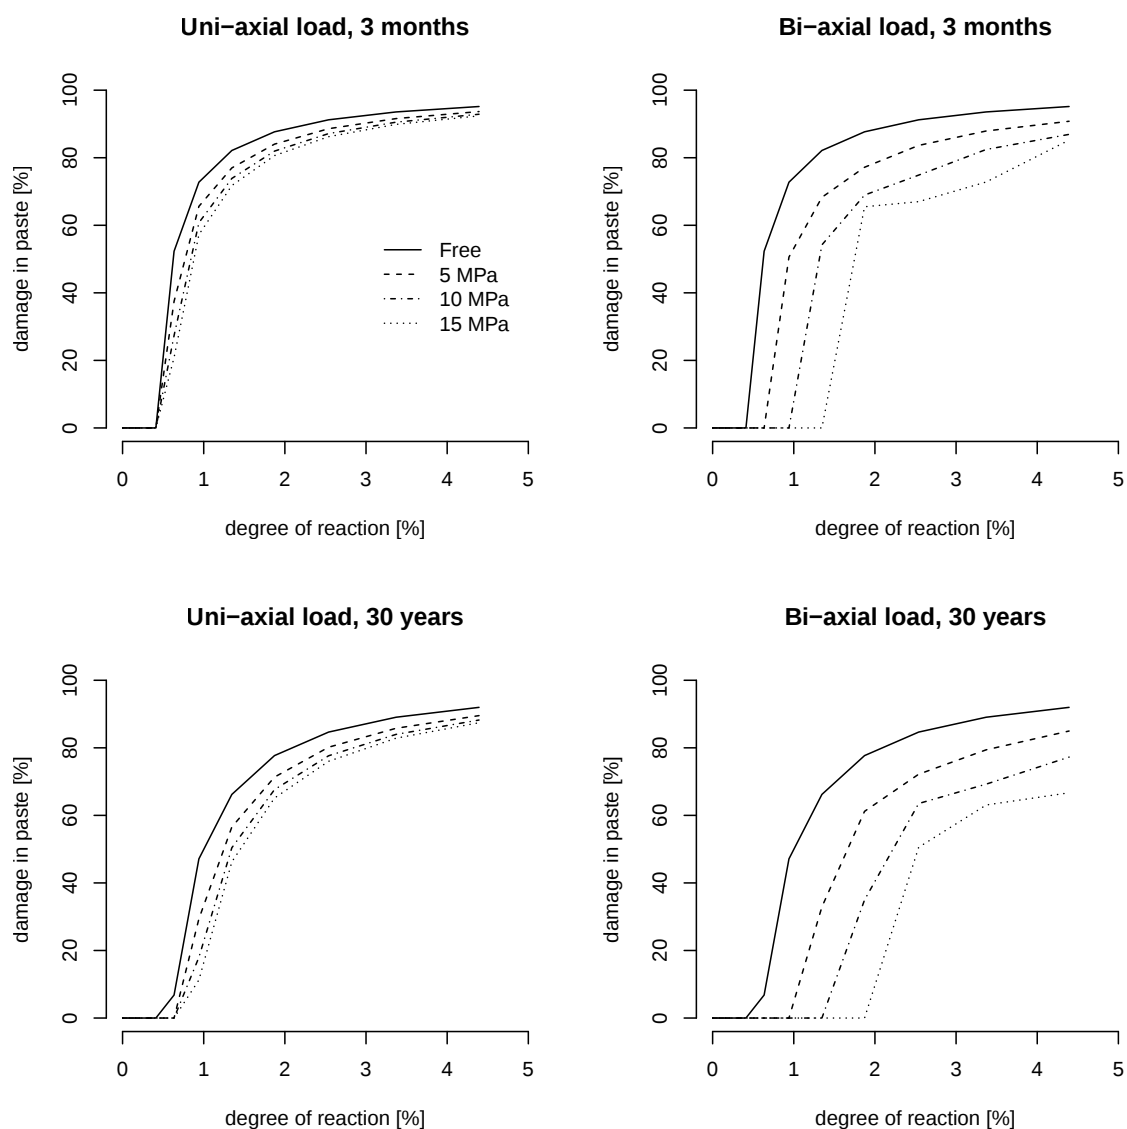 Uni−axial load, 3 months
damage in paste [%]
100
80
60
40
20
0
Free
5 MPa
10 MPa
15 MPa
0 1 2 3 4 5
degree of reaction [%]
Bi−axial load, 3 months
damage in paste [%]
100
80
60
40
20
0
0 1 2 3 4 5
degree of reaction [%]
Uni−axial load, 30 years
damage in paste [%]
100
80
60
40
20
0
0 1 2 3 4 5
degree of reaction [%]
Bi−axial load, 30 years
damage in paste [%]
100
80
60
40
20
0
0 1 2 3 4 5
degree of reaction [%]